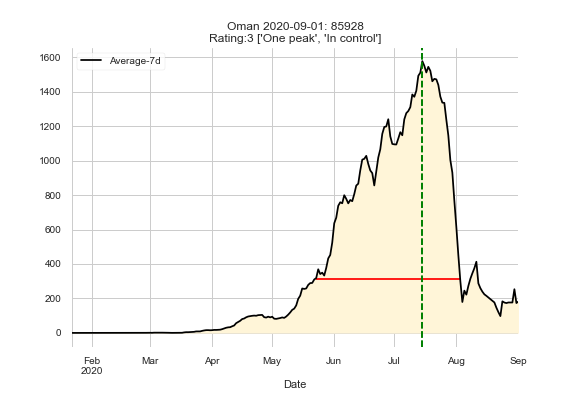 Oman 2020-09-01: 85928
Rating:3 ['One peak', 'In control']
Average-7d
1600
1400
1200
1000
800
600
400
200
0
Feb Mar Apr May Jun Jul Aug Sep
2020
Date